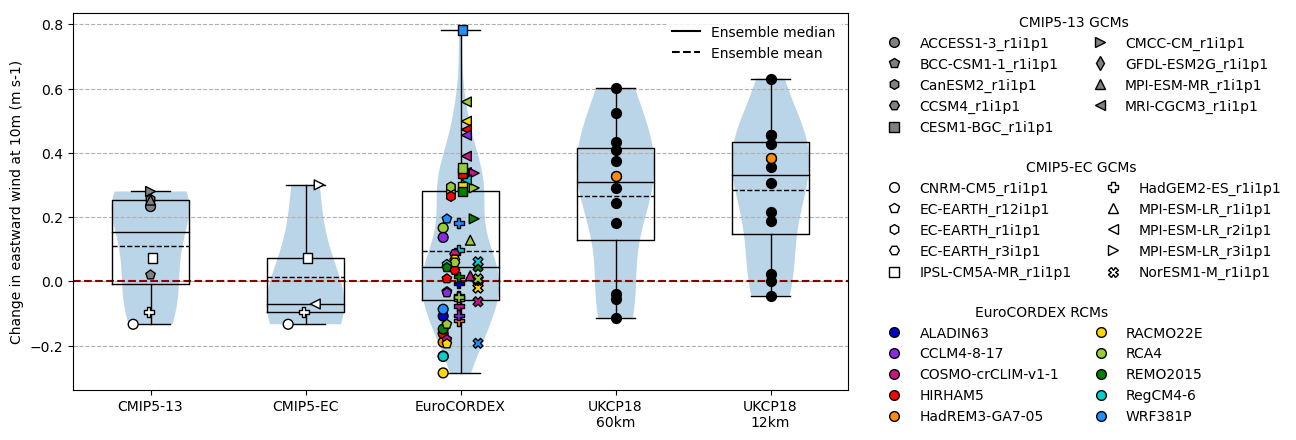 Change in eastward wind at 10m (m s-1)
0.8
0.6
0.4
0.2
0.0
−0.2
CMIP5-13
CMIP5-EC
EuroCORDEX
UKCP18
60km
UKCP18
12km
Ensemble median
Ensemble mean
CMIP5-13 GCMs
ACCESS1-3_r1i1p1
BCC-CSM1-1_r1i1p1
CanESM2_r1i1p1
CCSM4_r1i1p1
CESM1-BGC_r1i1p1
CMCC-CM_r1i1p1
GFDL-ESM2G_r1i1p1
MPI-ESM-MR_r1i1p1
MRI-CGCM3_r1i1p1
CMIP5-EC GCMs
CNRM-CM5_r1i1p1
EC-EARTH_r12i1p1
EC-EARTH_r1i1p1
EC-EARTH_r3i1p1
IPSL-CM5A-MR_r1i1p1
HadGEM2-ES_r1i1p1
MPI-ESM-LR_r1i1p1
MPI-ESM-LR_r2i1p1
MPI-ESM-LR_r3i1p1
NorESM1-M_r1i1p1
EuroCORDEX RCMs
ALADIN63
CCLM4-8-17
COSMO-crCLIM-v1-1
HIRHAM5
HadREM3-GA7-05
RACMO22E
RCA4
REMO2015
RegCM4-6
WRF381P